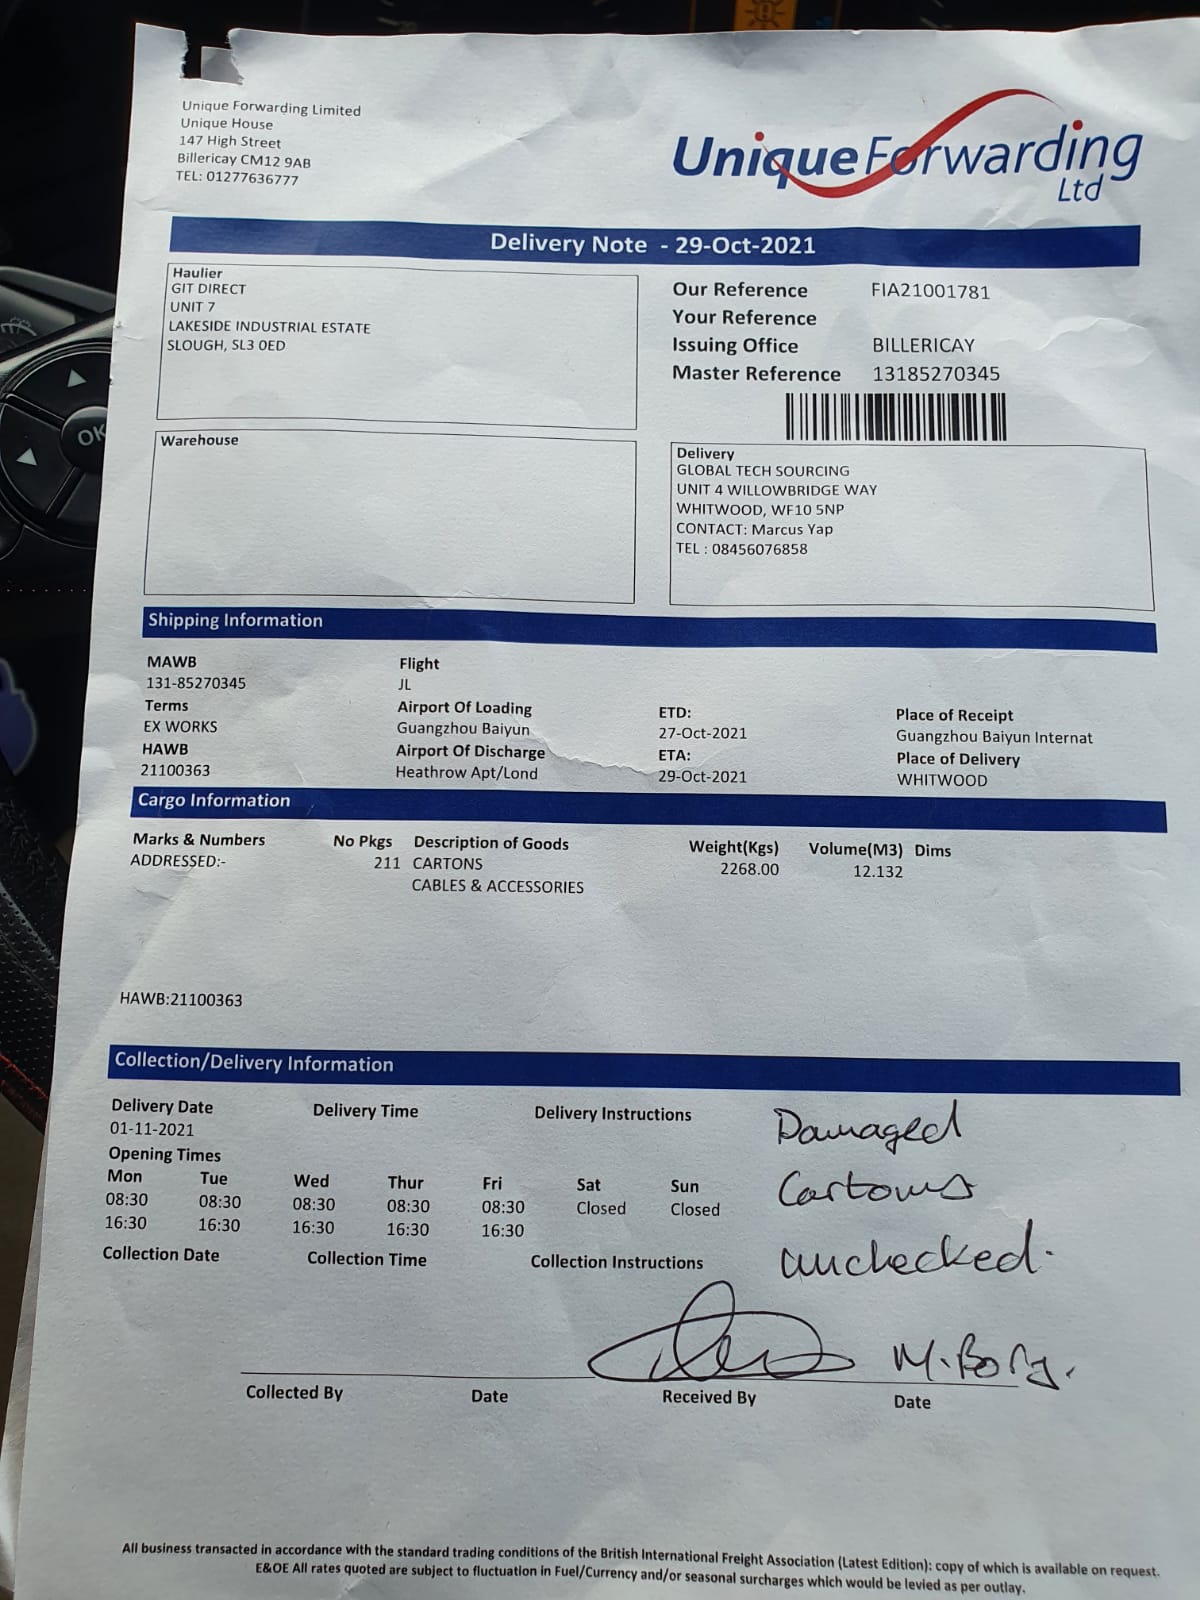 Unique Forwarding Limited
Unique House
147 High Street
Billericay CM12 9AB
TEL: 01277636777
Unique Forwarding
Ltd
Delivery Note - 29-Oct-2021
Haulier
GIT DIRECT
UNIT 7
LAKESIDE INDUSTRIAL ESTATE
SLOUGH, SL3 0ED
Our Reference FIA21001781
Your Reference
Issuing Office BILLERICAY
Master Reference 13185270345
Warehouse
Delivery
GLOBAL TECH SOURCING
UNIT 4 WILLOWBRIDGE WAY
WHITWOOD, WF10 5NP
CONTACT: Marcus Yap
TEL : 08456076858
Shipping Information
MAWB Flight
131-85270345 JL
Terms Airport Of Loading ETD: Place of Receipt
EX WORKS Guangzhou Baiyun 27-Oct-2021 Guangzhou Baiyun Internat
HAWB Airport Of Discharge ETA: Place of Delivery
21100363 Heathrow Apt/Lond 29-Oct-2021 WHITWOOD
Cargo Information
Marks & Numbers No Pkgs Description of Goods Weight(Kgs) Volume(M3) Dims
ADDRESSED:- 211 CARTONS 2268.00 12.132
CABLES & ACCESSORIES
HAWB:21100363
Collection/Delivery Information
Delivery Date Delivery Time Delivery Instructions
01-11-2021
Damaged
Opening Times
Mon Tue Wed Thur Fri Sat Sun
08:30 08:30 08:30 08:30 08:30 Closed Closed
16:30 16:30 16:30 16:30 16:30
Cartons
Collection Date Collection Time Collection Instructions
unchecked.
M. Borg.
Collected By Date Received By Date
All business transacted in accordance with the standard trading conditions of the British International Freight Association (Latest Edition): copy of which is available on request.
E&OE All rates quoted are subject to fluctuation in Fuel/Currency and/or seasonal surcharges which would be levied as per outlay.
OK